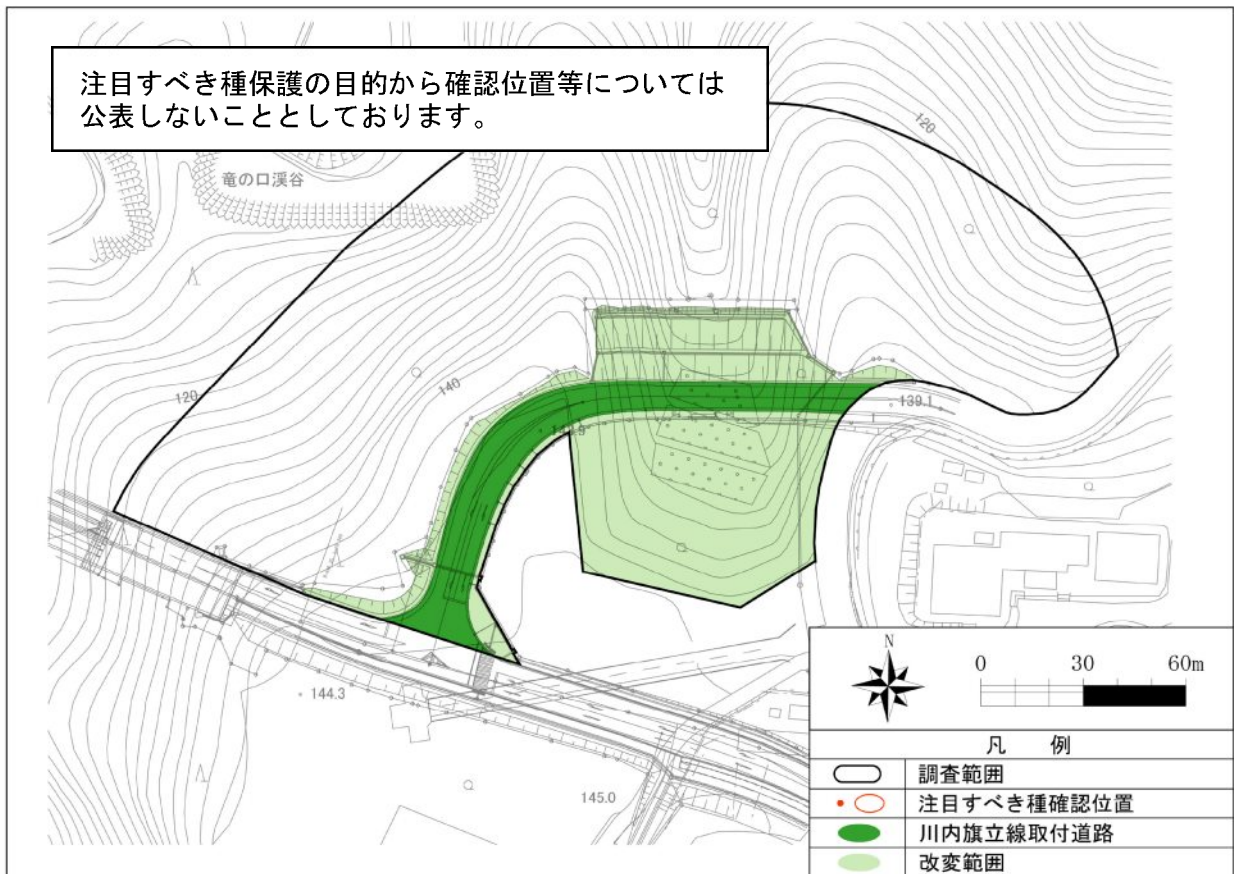 注目すべき種保護の目的から確認位置等については
公表しないこととしております。
竜の口渓谷
120
120
140
139.1
144.3
145.0
N
0 30 60m
凡 例
調査範囲
注目すべき種確認位置
川内旗立線取付道路
改変範囲